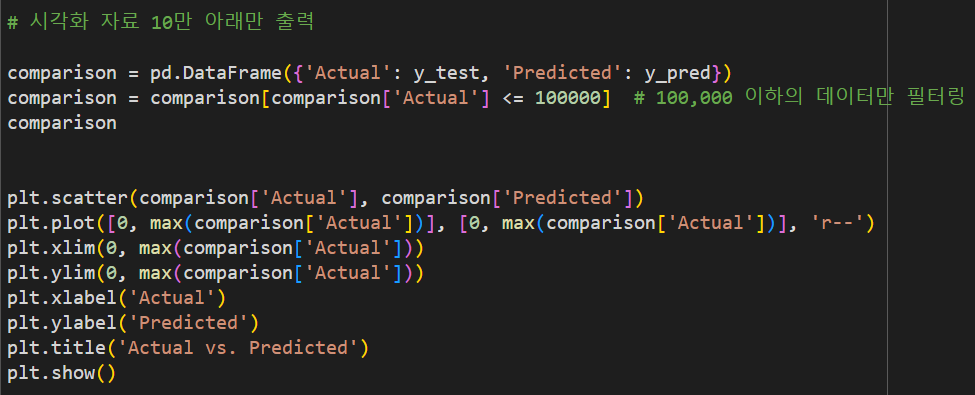 # 시각화 자료 10만 아래만 출력
comparison = pd.DataFrame({'Actual': y_test, 'Predicted': y_pred})
comparison = comparison[comparison['Actual'] <= 100000]  # 100,000 이하의 데이터만 필터링
comparison
plt.scatter(comparison['Actual'], comparison['Predicted'])
plt.plot([0, max(comparison['Actual'])], [0, max(comparison['Actual'])], 'r--')
plt.xlim(0, max(comparison['Actual']))
plt.ylim(0, max(comparison['Actual']))
plt.xlabel('Actual')
plt.ylabel('Predicted')
plt.title('Actual vs. Predicted')
plt.show()